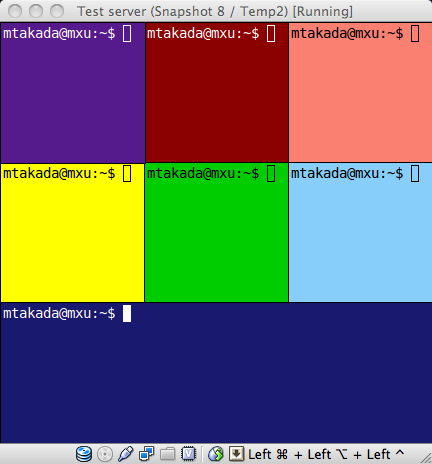 Test server (Snapshot 8 / Temp2) [Running]
mtakada@mxu:~$ mtakada@mxu:~$ mtakada@mxu:~$
mtakada@mxu:~$ mtakada@mxu:~$ mtakada@mxu:~$
mtakada@mxu:~$
Left ⌘ + Left ⌥ + Left ^